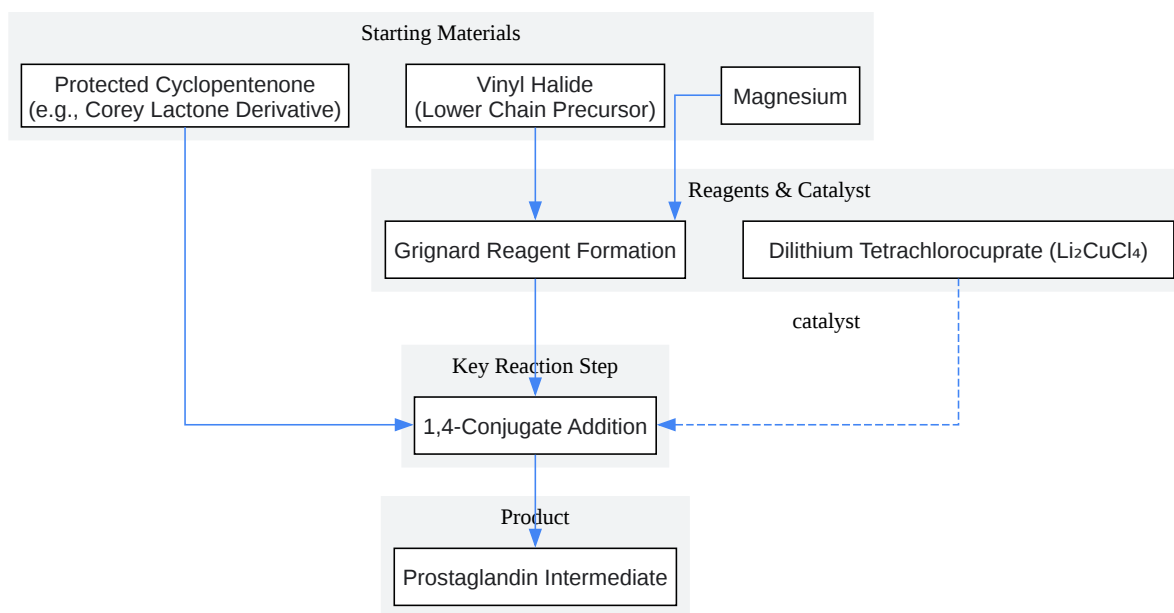 Starting Materials
Protected Cyclopentenone
(e.g., Corey Lactone Derivative)
Vinyl Halide
(Lower Chain Precursor)
Magnesium
Reagents & Catalyst
Grignard Reagent Formation
Dilithium Tetrachlorocuprate (Li₂CuCl₄)
catalyst
Key Reaction Step
1,4-Conjugate Addition
Product
Prostaglandin Intermediate